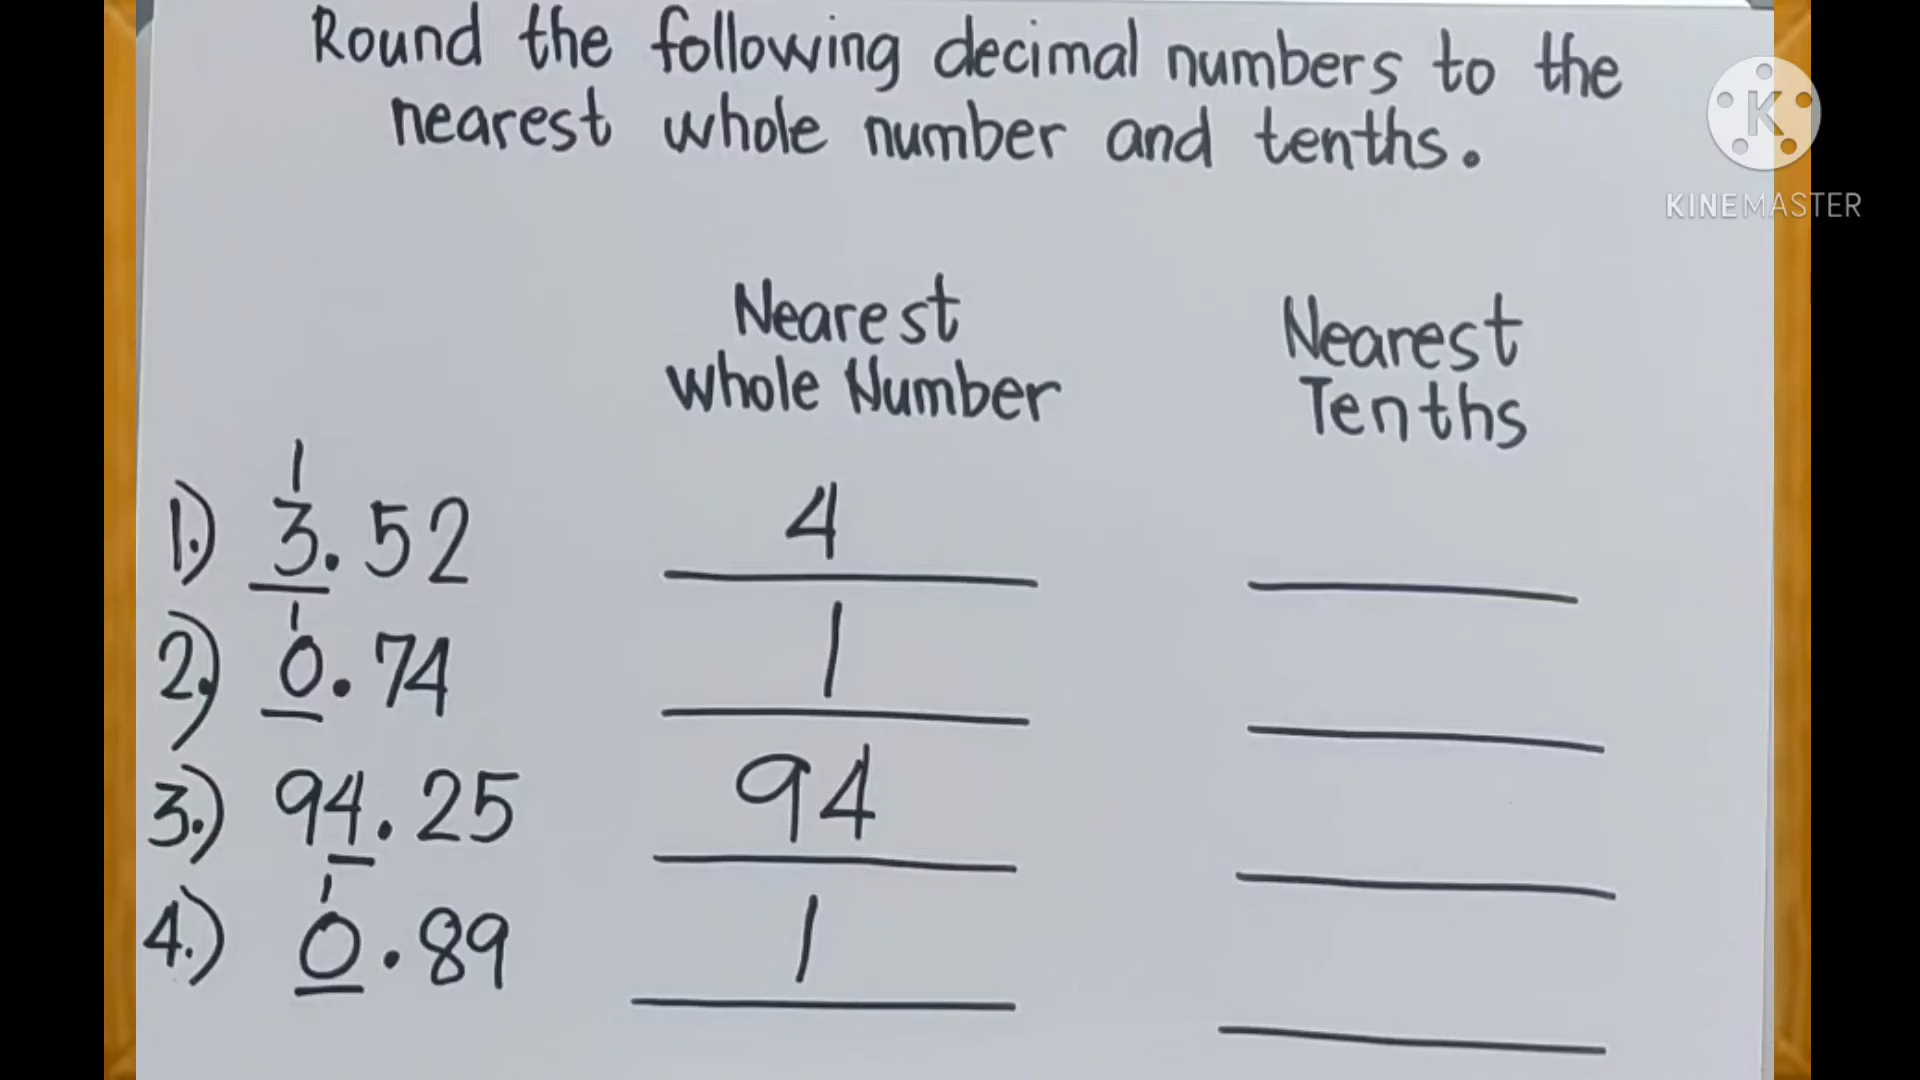 Round the following decimal numbers to the
nearest whole number and tenths.
K
KINEMASTER
Nearest
Whole Number
Nearest
Tenths
1
1.) 3.52 4
1
2.) 0.74 1
3.) 94.25 94
1
4.) 0.89 1